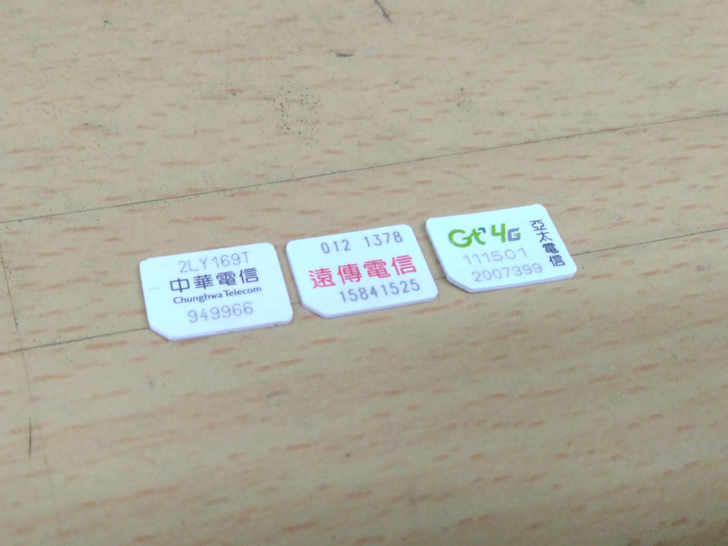 2LY169T
中華電信
Chunghwa Telecom
949966
012 1378
遠傳電信
15841525
Gt 4G
亞太電信
111501
2007399